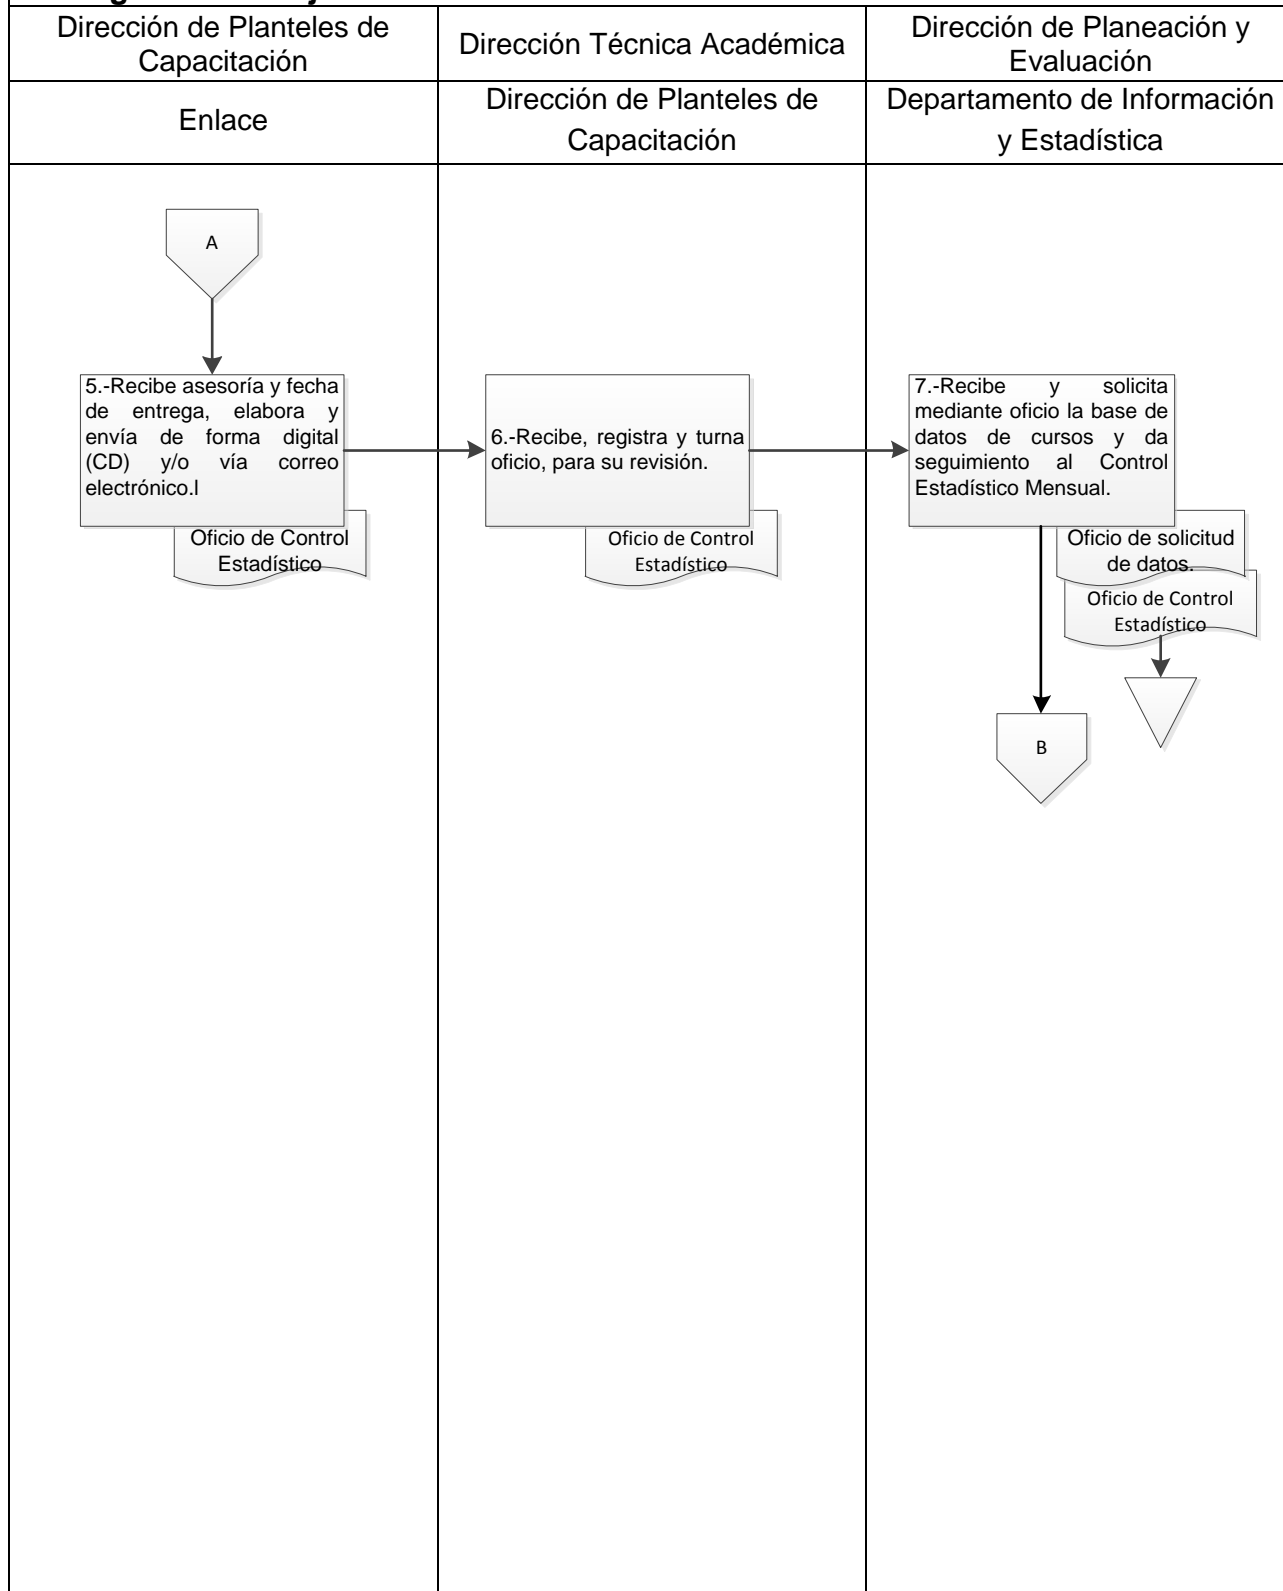 Dirección de Planteles de
Capacitación
Dirección Técnica Académica
Dirección de Planeación y
Evaluación
Enlace
Dirección de Planteles de
Capacitación
Departamento de Información
y Estadística
A
5.-Recibe asesoría y fecha
de entrega, elabora y
envía de forma digital
(CD) y/o vía correo
electrónico.l
Oficio de Control
Estadístico
6.-Recibe, registra y turna
oficio, para su revisión.
Oficio de Control
Estadístico
7.-Recibe y solicita
mediante oficio la base de
datos de cursos y da
seguimiento al Control
Estadístico Mensual.
Oficio de solicitud
de datos.
Oficio de Control
Estadístico
B